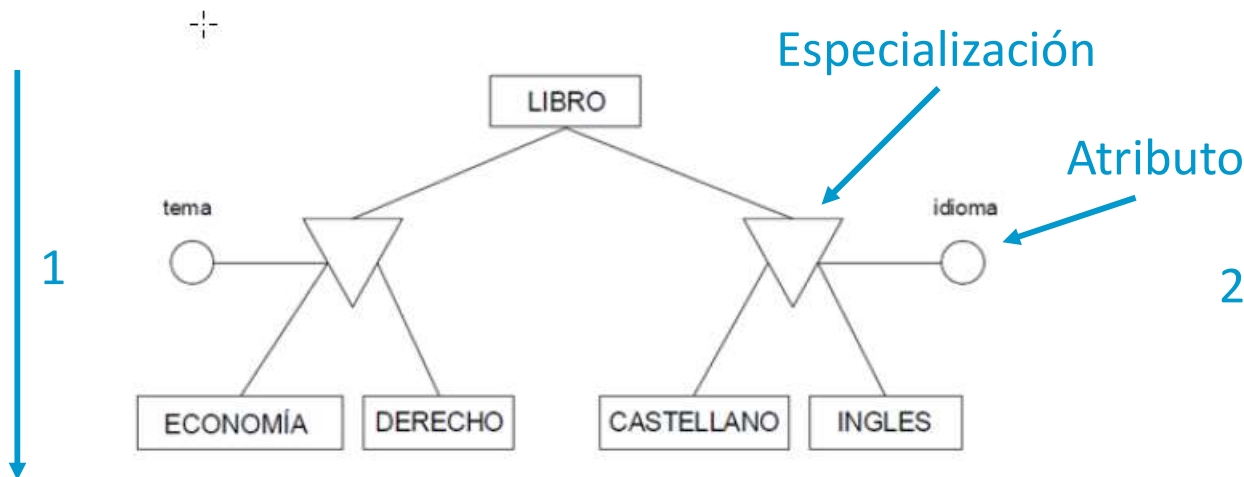 Especialización
LIBRO
Atributo
tema
idioma
1
2
ECONOMÍA
DERECHO
CASTELLANO
INGLES